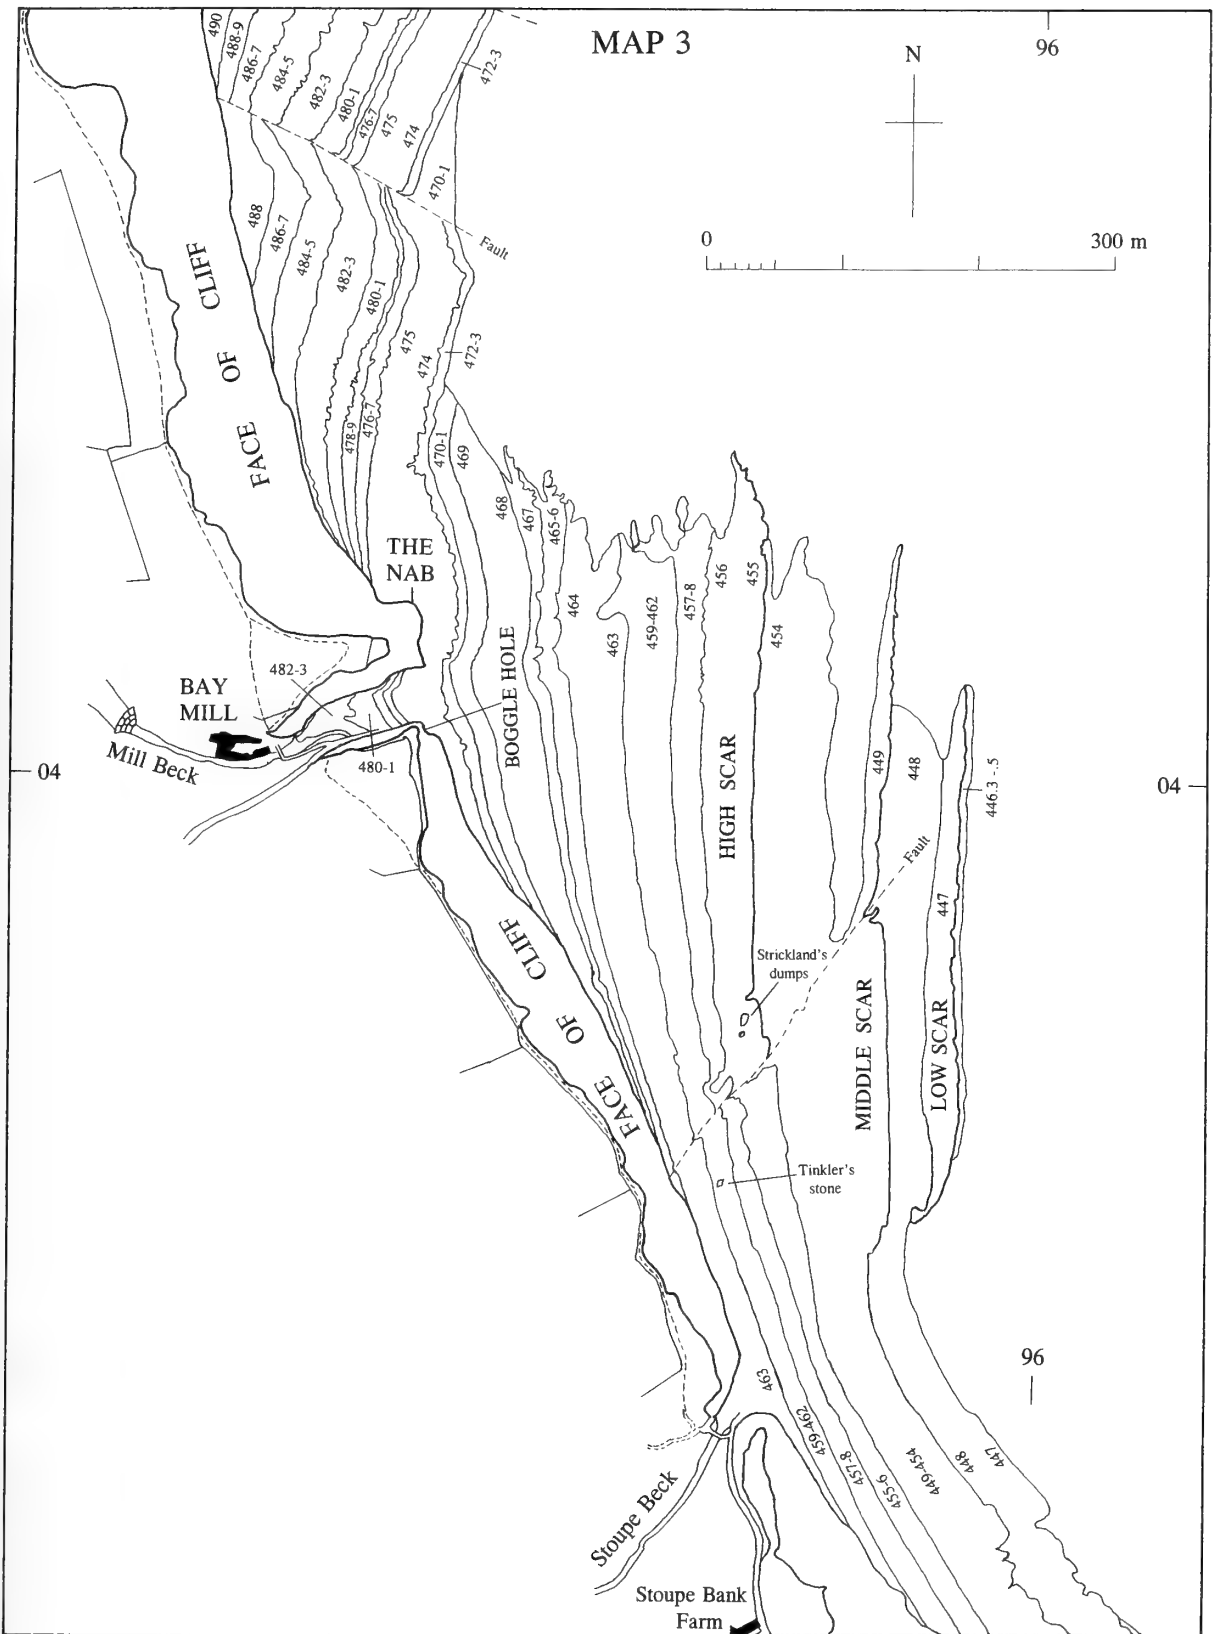 MAP 3
96
N
490
488-9
486-7
484-5
482-3
480-1
476-7
475
474
472-3
470-1
0
300 m
Fault
488
486-7
484-5
482-3
480-1
475
474
472-3
478-9
476-7
470-1
469
468
467
465-6
464
463
459-462
457-8
456
455
454
449
448
447
446.3 -.5
FACE OF CLIFF
THE
NAB
BOGGLE HOLE
482-3
480-1
BAY
MILL
Mill Beck
04
04
HIGH SCAR
Fault
Strickland's
dumps
MIDDLE SCAR
LOW SCAR
FACE OF CLIFF
Tinkler's
stone
96
463
459-462
457-8
455-6
449-454
448
447
Stoupe Beck
Stoupe Bank
Farm